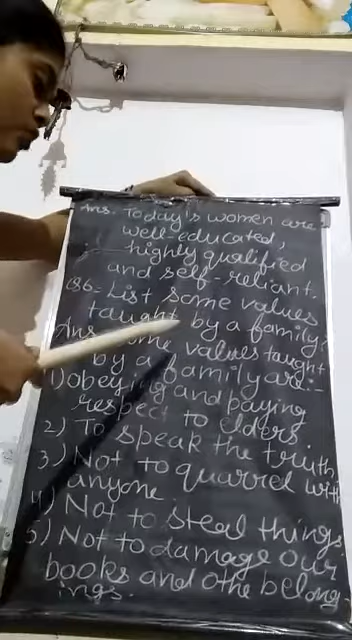 Ans. Today's women are
well-educated,
highly qualified
and self-reliant.
Q6- List some values
taught by a family?
Ans. Some values taught
by a family are:-
1) obeying and paying
respect to elders.
2) To speak the truth
3) Not to quarrel with
anyone.
4) Not to steal things.
5) Not to damage our
books and othe belong-
ings.